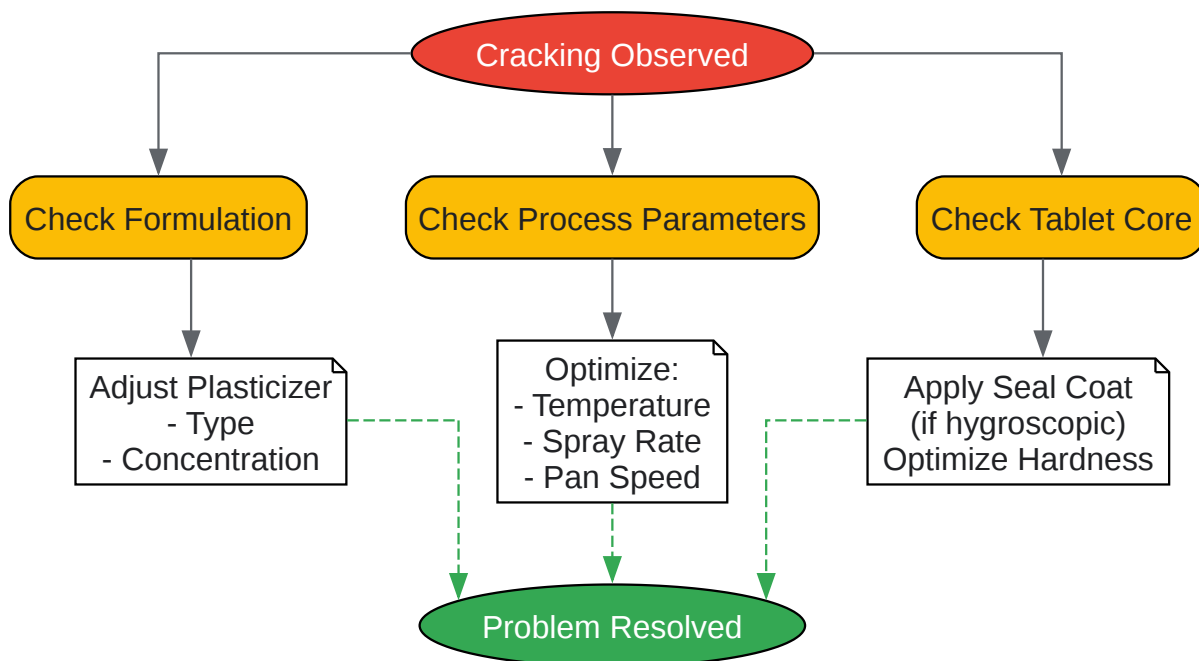 Cracking Observed
Check Formulation
Check Process Parameters
Check Tablet Core
Adjust Plasticizer
- Type
- Concentration
Optimize:
- Temperature
- Spray Rate
- Pan Speed
Apply Seal Coat
(if hygroscopic)
Optimize Hardness
Problem Resolved